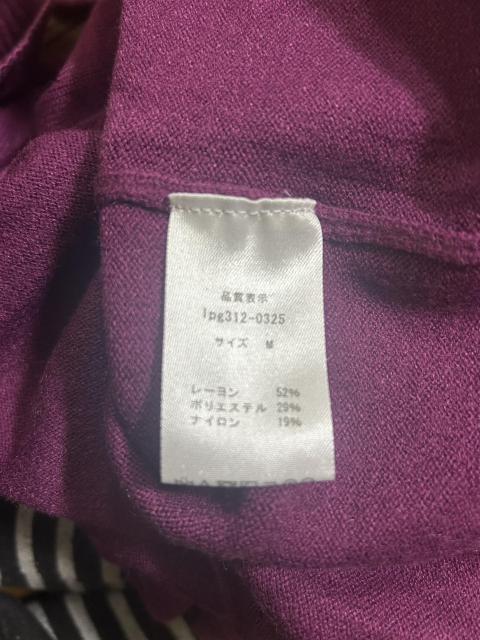 品質表示
lpg312-0325
サイズ M
レーヨン 52%
ポリエステル 29%
ナイロン 19%